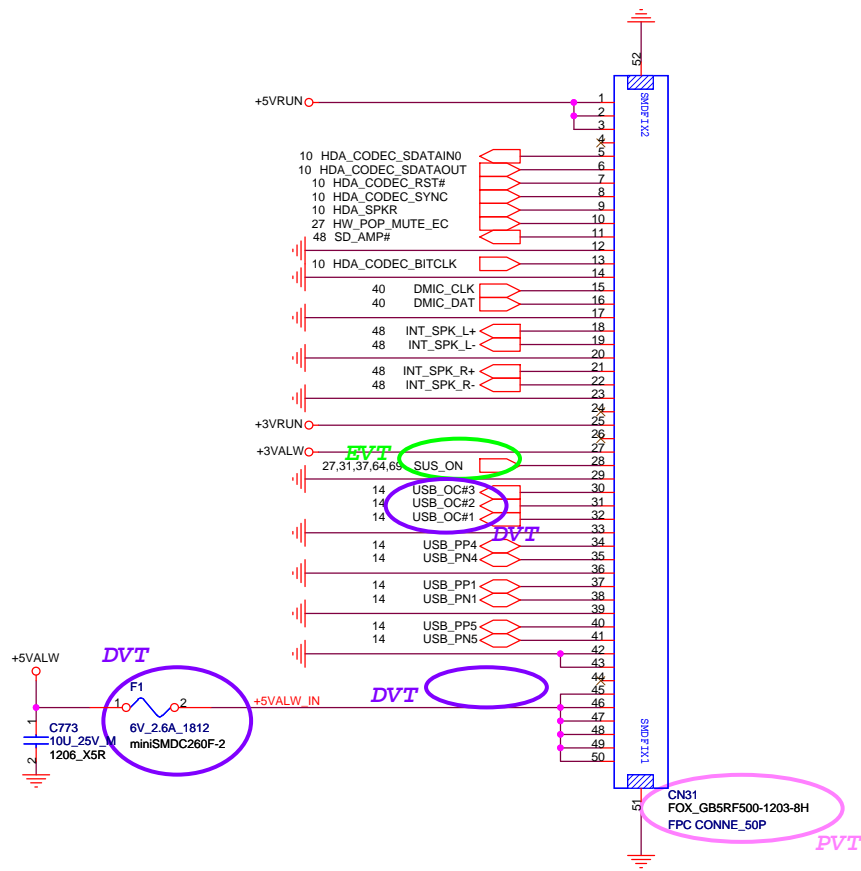 52
SMDFIX2
+5VRUN 1
2
3
4
10 HDA_CODEC_SDATAIN0 5
10 HDA_CODEC_SDATAOUT 6
10 HDA_CODEC_RST# 7
10 HDA_CODEC_SYNC 8
10 HDA_SPKR 9
27 HW_POP_MUTE_EC 10
48 SD_AMP# 11
12
10 HDA_CODEC_BITCLK 13
14
40 DMIC_CLK 15
40 DMIC_DAT 16
17
48 INT_SPK_L+ 18
48 INT_SPK_L- 19
20
48 INT_SPK_R+ 21
48 INT_SPK_R- 22
23
24
+3VRUN 25
26
+3VALW EVT 27
27,31,37,64,69 SUS_ON 28
29
14 USB_OC#3 30
14 USB_OC#2 31
14 USB_OC#1 32
DVT 33
14 USB_PP4 34
14 USB_PN4 35
36
14 USB_PP1 37
14 USB_PN1 38
39
14 USB_PP5 40
14 USB_PN5 41
42
43
44
45
46
47
48
49
50
SMDFIX1
+5VALW DVT
DVT
F1
1 2 +5VALW_IN
6V_2.6A_1812
miniSMDC260F-2
1
C773
10U_25V_M
1206_X5R
2
51
CN31
FOX_GB5RF500-1203-8H
FPC CONNE_50P
PVT